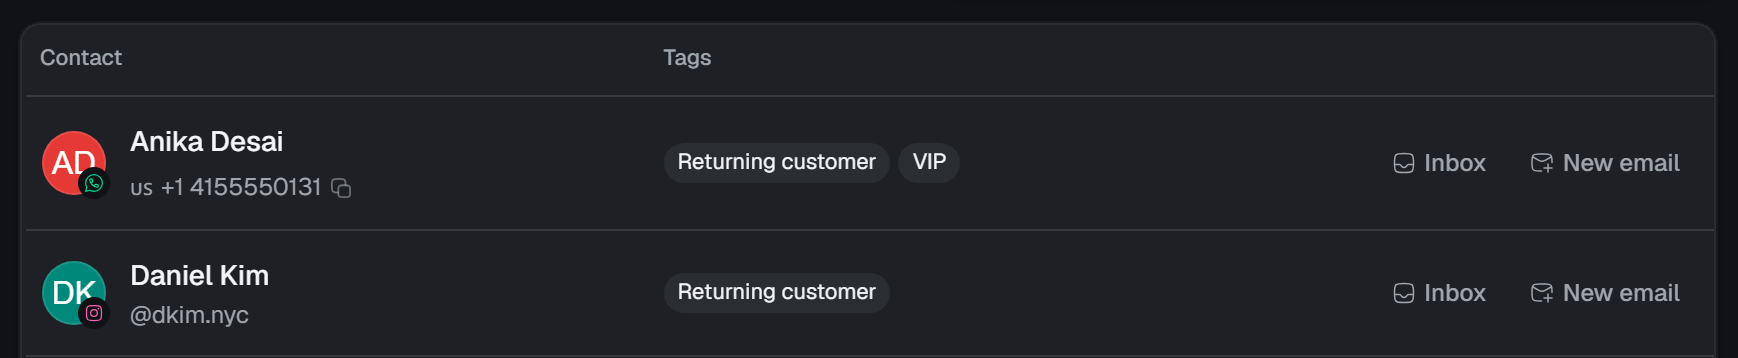 Contact Tags
AD Anika Desai
US +1 4155550131
Returning customer VIP Inbox New email
DK Daniel Kim
@dkim.nyc
Returning customer Inbox New email